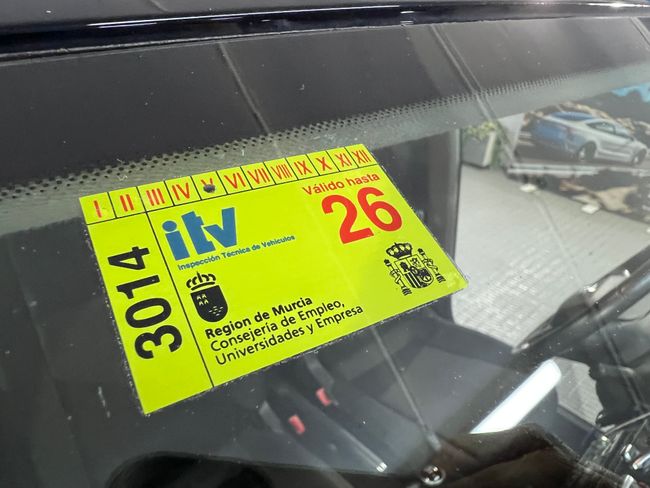 I II III IV V VI VII VIII IX X XI XII
Válido hasta
26
itv
Inspección Técnica de Vehículos
3014
Region de Murcia
Consejería de Empleo,
Universidades y Empresa